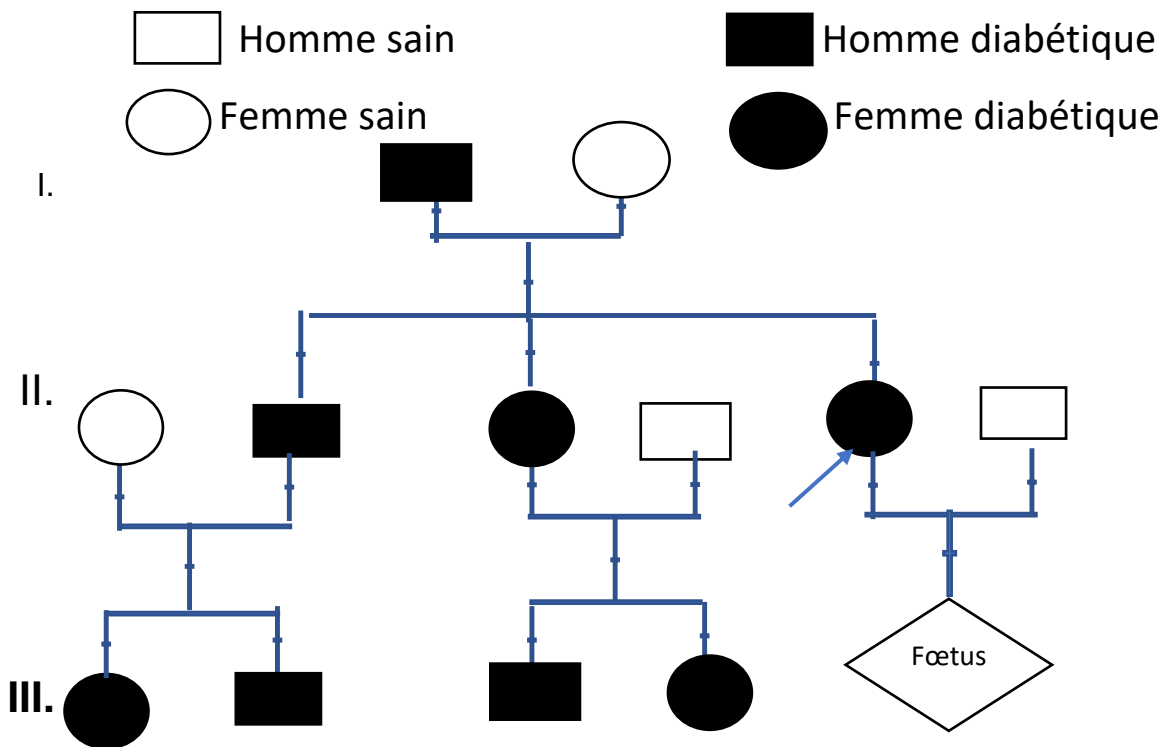 Homme sain
Homme diabétique
Femme sain
Femme diabétique
I.
II.
Fœtus
III.